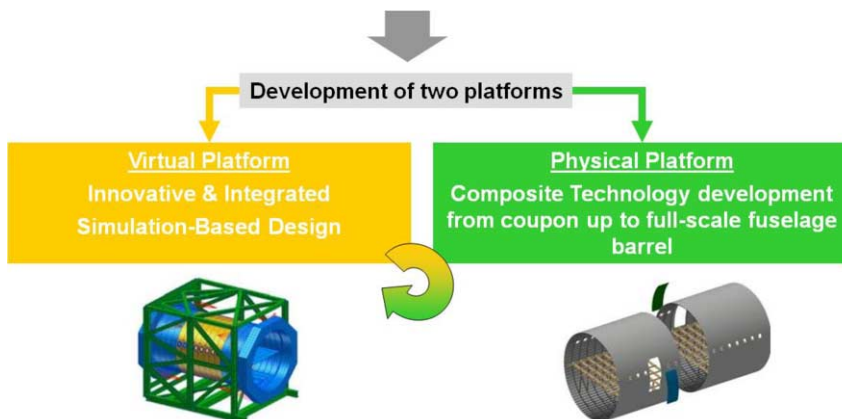 Development of two platforms
Virtual Platform
Innovative & Integrated
Simulation-Based Design
Physical Platform
Composite Technology development
from coupon up to full-scale fuselage
barrel